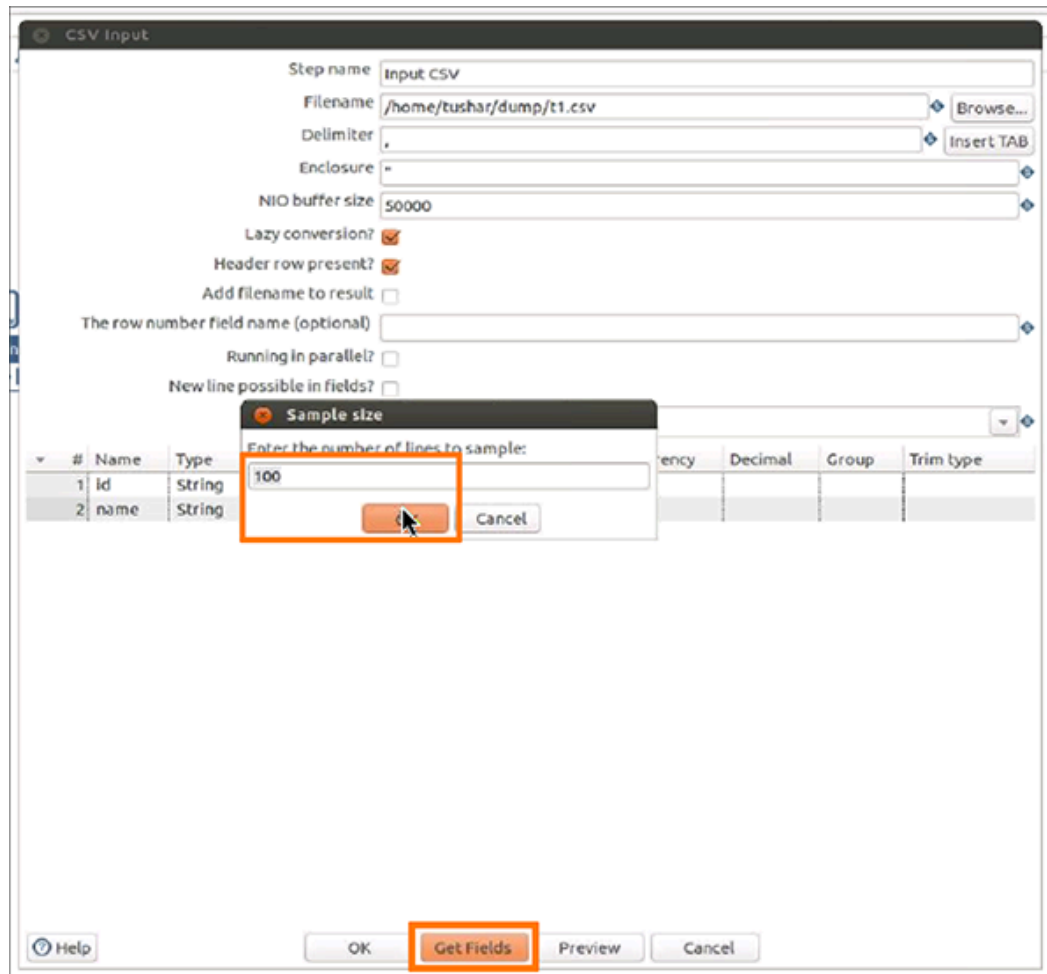 CSV Input
Step name Input CSV
Filename /home/tushar/dump/t1.csv Browse...
Delimiter , Insert TAB
Enclosure "
NIO buffer size 50000
Lazy conversion?
Header row present?
Add filename to result
The row number field name (optional)
Running in parallel?
New line possible in fields?
Sample size
Enter the number of lines to sample:
# Name Type Decimal Group Trim type
100
1 id String
2 name String
Cancel
Help OK Get Fields Preview Cancel